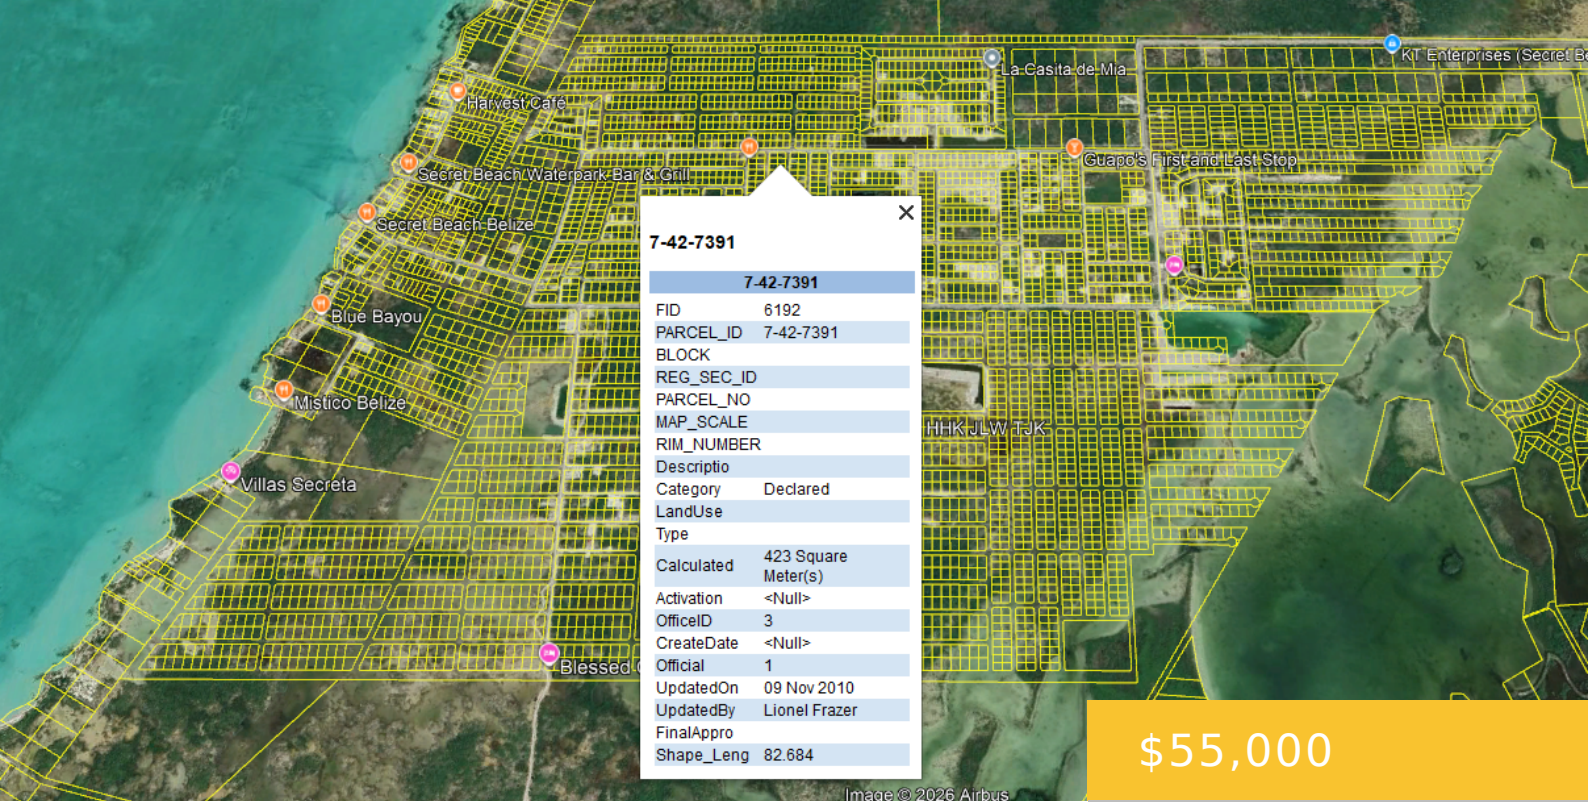 KT Enterprises (Secret Be
La Casita de Mia
Harvest Café
Guapo's First and Last Stop
Secret Beach Waterpark Bar & Grill
Secret Beach Belize
7-42-7391
7-42-7391
FID 6192
PARCEL_ID 7-42-7391
BLOCK
REG_SEC_ID
PARCEL_NO
MAP_SCALE
RIM_NUMBER
Descriptio
Category Declared
LandUse
Type
Calculated 423 Square
Meter(s)
Activation <Null>
OfficeID 3
CreateDate <Null>
Official 1
UpdatedOn 09 Nov 2010
UpdatedBy Lionel Frazer
FinalAppro
Shape_Leng 82.684
Blue Bayou
Mistico Belize
HHK JLW TJK
Villas Secreta
Blessed
Image © 2026 Airbus
$55,000